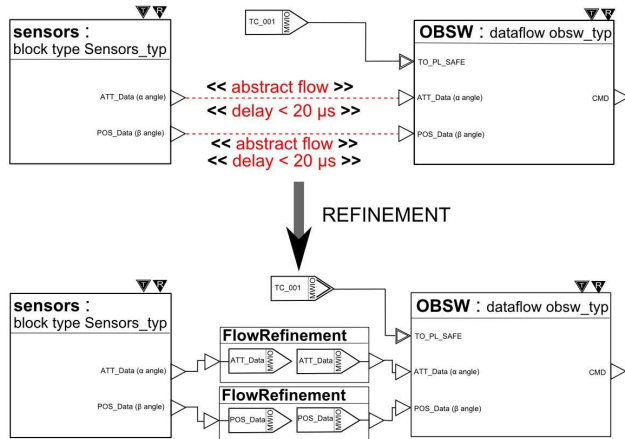 TC_001
MWIO
T R
T R
sensors :
block type Sensors_typ
OBSW : dataflow obsw_typ
TO_PL_SAFE
<< abstract flow >>
ATT_Data (α angle)
ATT_Data (α angle)
CMD
<< delay < 20 µs >>
POS_Data (β angle)
POS_Data (β angle)
<< abstract flow >>
<< delay < 20 µs >>
REFINEMENT
TC_001
MWIO
T R
T R
sensors :
block type Sensors_typ
OBSW : dataflow obsw_typ
FlowRefinement
TO_PL_SAFE
ATT_Data
MWIO
ATT_Data
MWIO
ATT_Data (α angle)
ATT_Data (α angle)
CMD
FlowRefinement
POS_Data (β angle)
POS_Data
MWIO
POS_Data
MWIO
POS_Data (β angle)